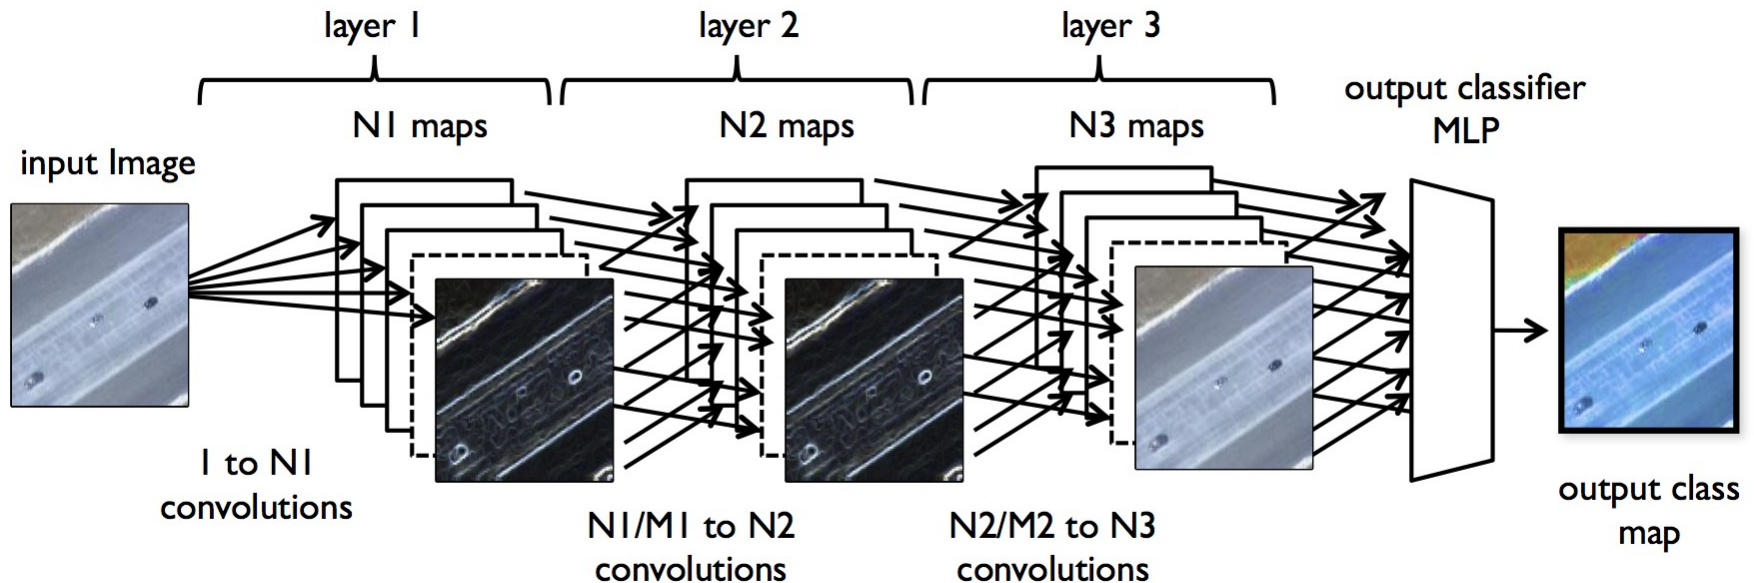 layer 1
layer 2
layer 3
output classifier
MLP
N1 maps
N2 maps
N3 maps
input Image
1 to N1
convolutions
N1/M1 to N2
convolutions
N2/M2 to N3
convolutions
output class
map